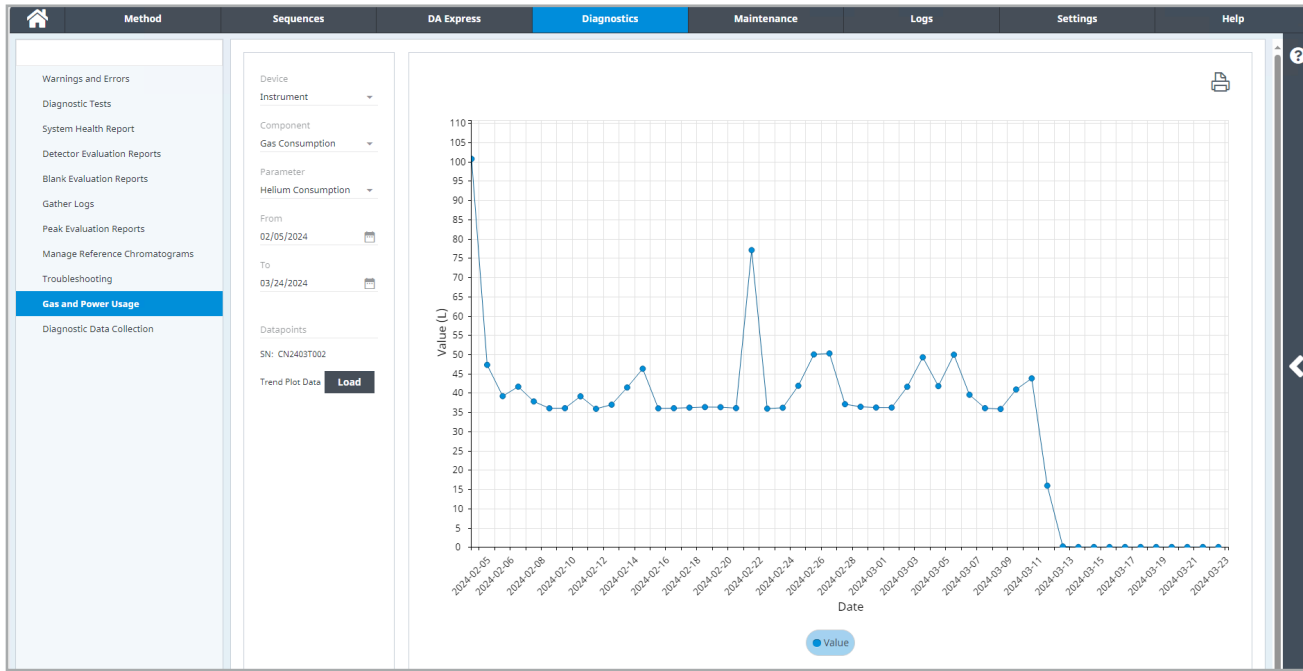 Method Sequences DA Express Diagnostics Maintenance Logs Settings Help
?
Warnings and Errors
Diagnostic Tests
System Health Report
Detector Evaluation Reports
Blank Evaluation Reports
Gather Logs
Peak Evaluation Reports
Manage Reference Chromatograms
Troubleshooting
Gas and Power Usage
Diagnostic Data Collection
Device
Instrument
Component
Gas Consumption
Parameter
Helium Consumption
From
02/05/2024
To
03/24/2024
Datapoints
SN: CN2403T002
Trend Plot Data Load
Value (L)
110
105
100
95
90
85
80
75
70
65
60
55
50
45
40
35
30
25
20
15
10
5
0
2024-02-05
2024-02-06
2024-02-08
2024-02-10
2024-02-12
2024-02-14
2024-02-16
2024-02-18
2024-02-20
2024-02-22
2024-02-24
2024-02-26
2024-02-28
2024-03-01
2024-03-03
2024-03-05
2024-03-07
2024-03-09
2024-03-11
2024-03-13
2024-03-15
2024-03-17
2024-03-19
2024-03-21
2024-03-23
Date
Value